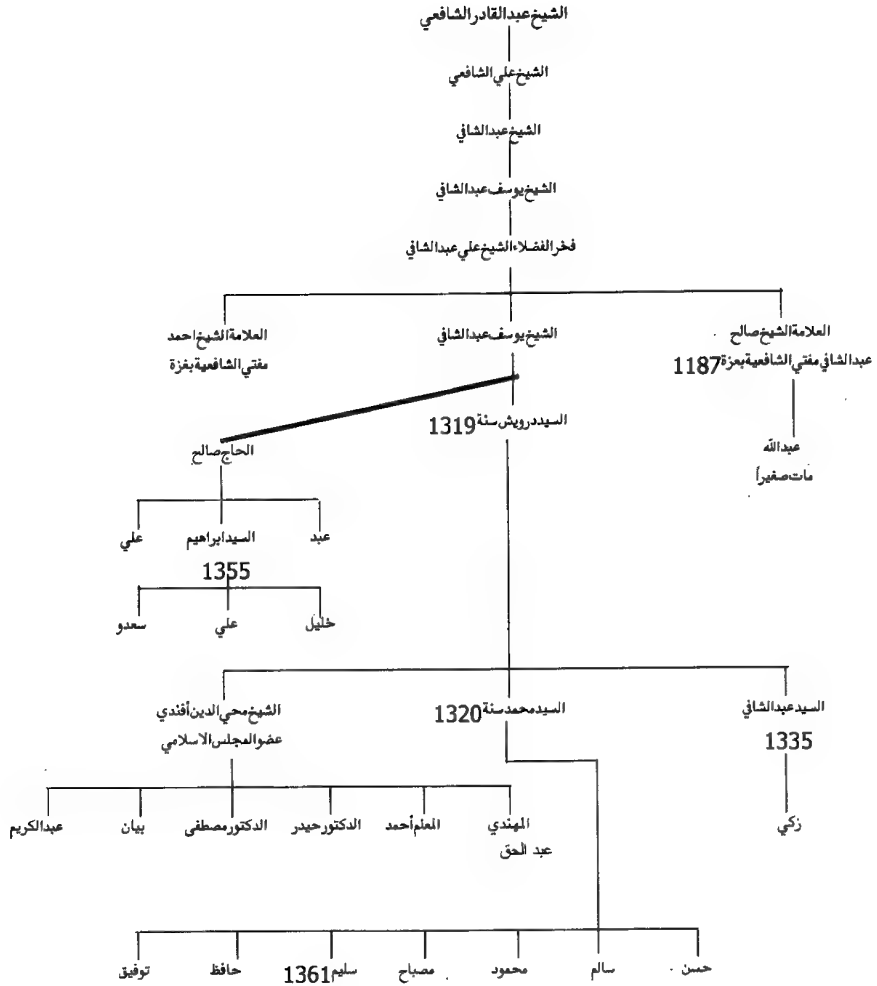 الشيخ عبدالقادر الشافعي
الشيخ علي الشافعي
الشيخ عبدالشافي
الشيخ يوسف عبدالشافي
فخر الفضلاء الشيخ علي عبدالشافي
العلامة الشيخ صالح
عبدالشافي مفتي الشافعية بغزة 1187
الشيخ يوسف عبدالشافي
العلامة الشيخ احمد
مفتي الشافعية بغزة
عبدالله
مات صغيراً
السيد درويش سنة 1319
الحاج صالح
عبد
السيد ابراهيم
1355
علي
خليل
علي
سعدو
السيد عبدالشافي
1335
السيد محمد سنة 1320
الشيخ محي الدين أفندي
عضو المجلس الاسلامي
زكي
المهندي
عبد الحق
المعلم أحمد
الدكتور حيدر
الدكتور مصطفى
بيان
عبدالكريم
حسن
سالم
محمود
مصباح
سليم 1361
حافظ
توفيق